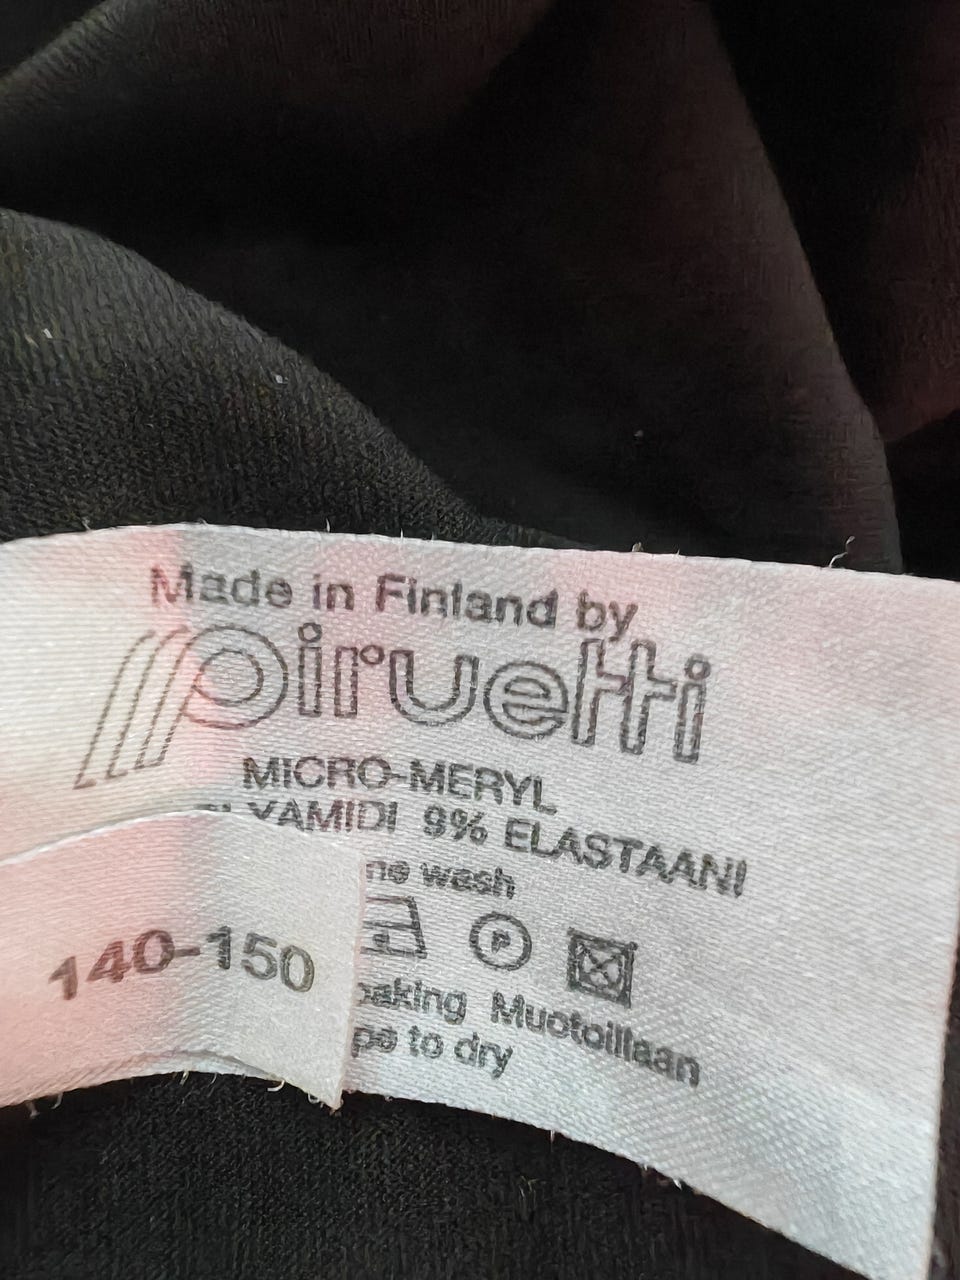 Made in Finland by
piruetti
MICRO-MERYL
9% ELASTAANI
wash
P
Muotoillaan
to dry
140-150